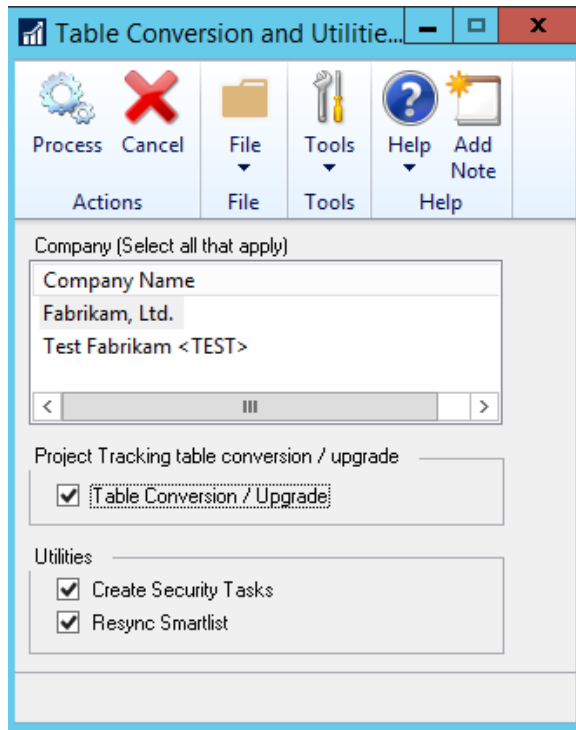 Table Conversion and Utilitie...
Process Cancel File Tools Help Add Note
Actions File Tools Help
Company (Select all that apply)
Company Name
Fabrikam, Ltd.
Test Fabrikam <TEST>
Project Tracking table conversion / upgrade
Table Conversion / Upgrade
Utilities
Create Security Tasks
Resync Smartlist